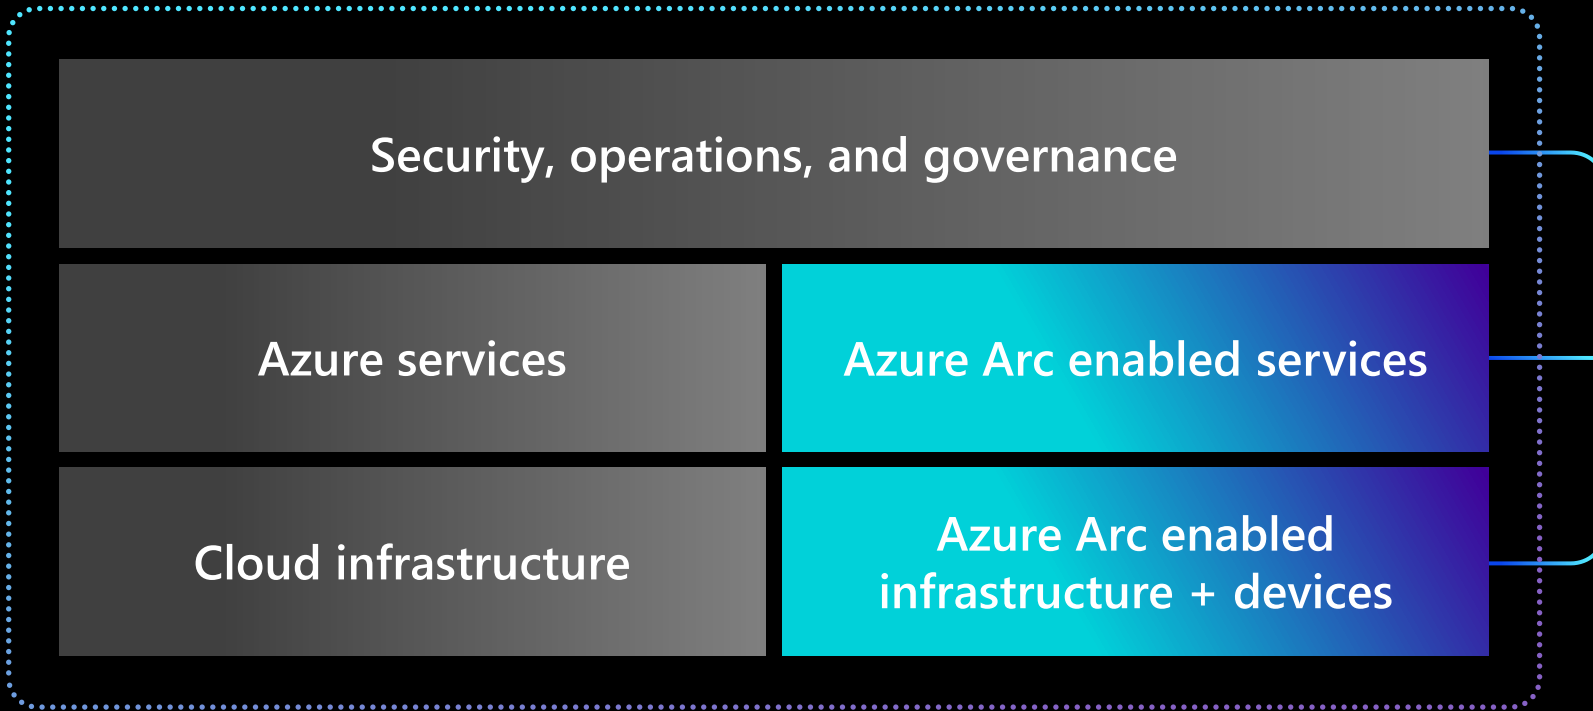 Security, operations, and governance
Azure services
Azure Arc enabled services
Cloud infrastructure
Azure Arc enabled
infrastructure + devices